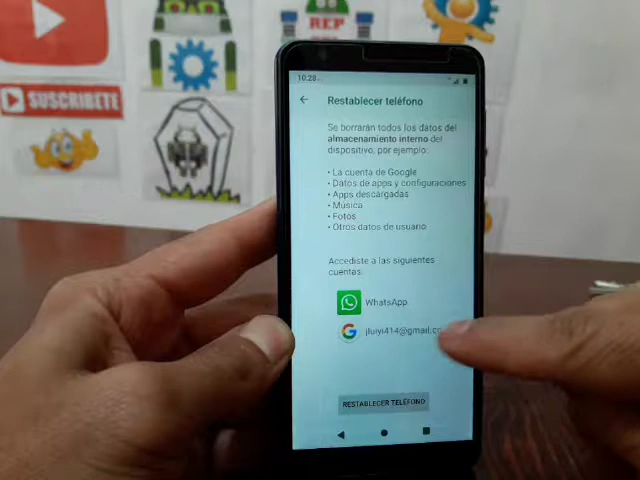 REP
SUSCRIBETE
10:28
Restablecer teléfono
Se borrarán todos los datos del
almacenamiento interno del
dispositivo, por ejemplo:
• La cuenta de Google
• Datos de apps y configuraciones
• Apps descargadas
• Música
• Fotos
• Otros datos de usuario
Accediste a las siguientes
cuentas:
WhatsApp
jfuiyi414@gmail.co
RESTABLECER TELÉFONO